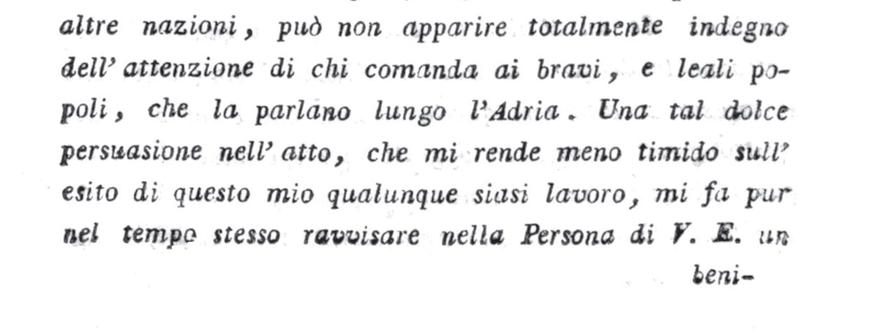 altre nazioni, può non apparire totalmente indegno
dell' attenzione di chi comanda ai bravi, e leali po-
poli, che la parlano lungo l'Adria. Una tal dolce
persuasione nell' atto, che mi rende meno timido sull'
esito di questo mio qualunque siasi lavoro, mi fa pur
nel tempo stesso ravvisare nella Persona di V. E. un
beni-